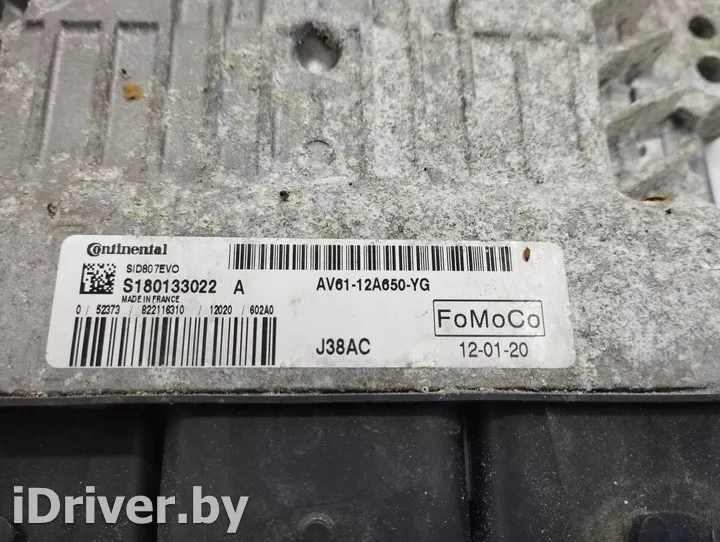 Continental
SID807EVO
S180133022 A
MADE IN FRANCE
0 / 52373 / 822116310 / 12020 / 602A0
AV61-12A650-YG
FoMoCo
J38AC
12-01-20
iDriver.by